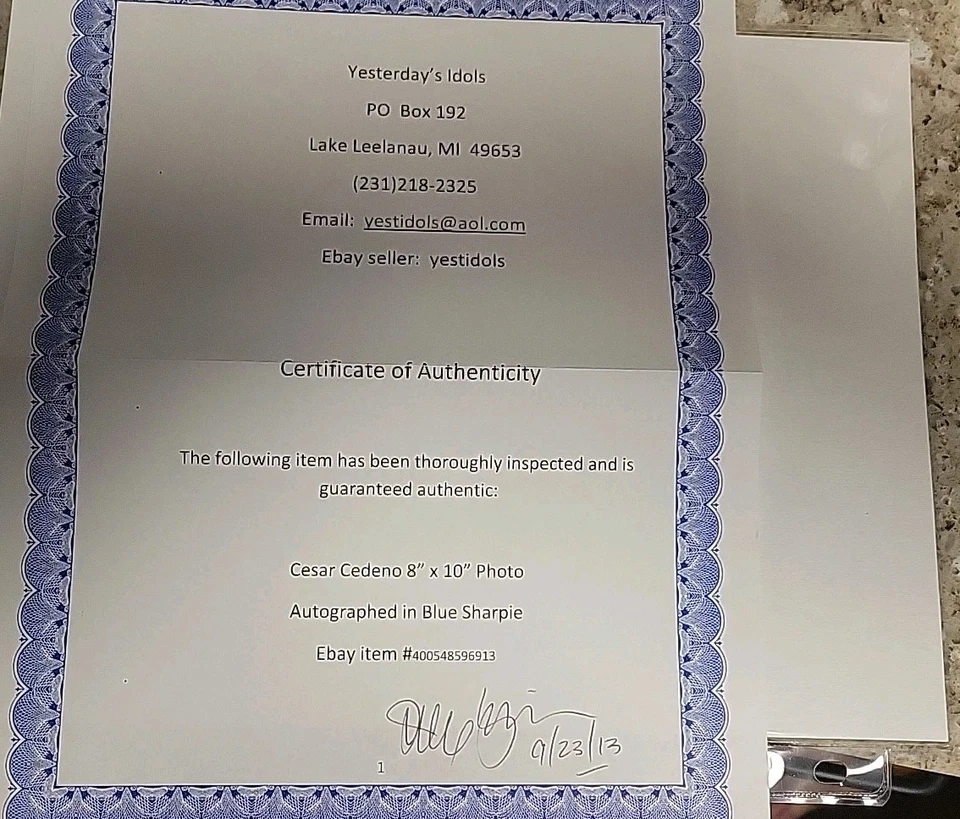 Yesterday's Idols
PO Box 192
Lake Leelanau, MI 49653
(231)218-2325
Email: yestidols@aol.com
Ebay seller: yestidols
Certificate of Authenticity
The following item has been thoroughly inspected and is
guaranteed authentic:
Cesar Cedeno 8” x 10” Photo
Autographed in Blue Sharpie
Ebay item #400548596913
9/23/13
1